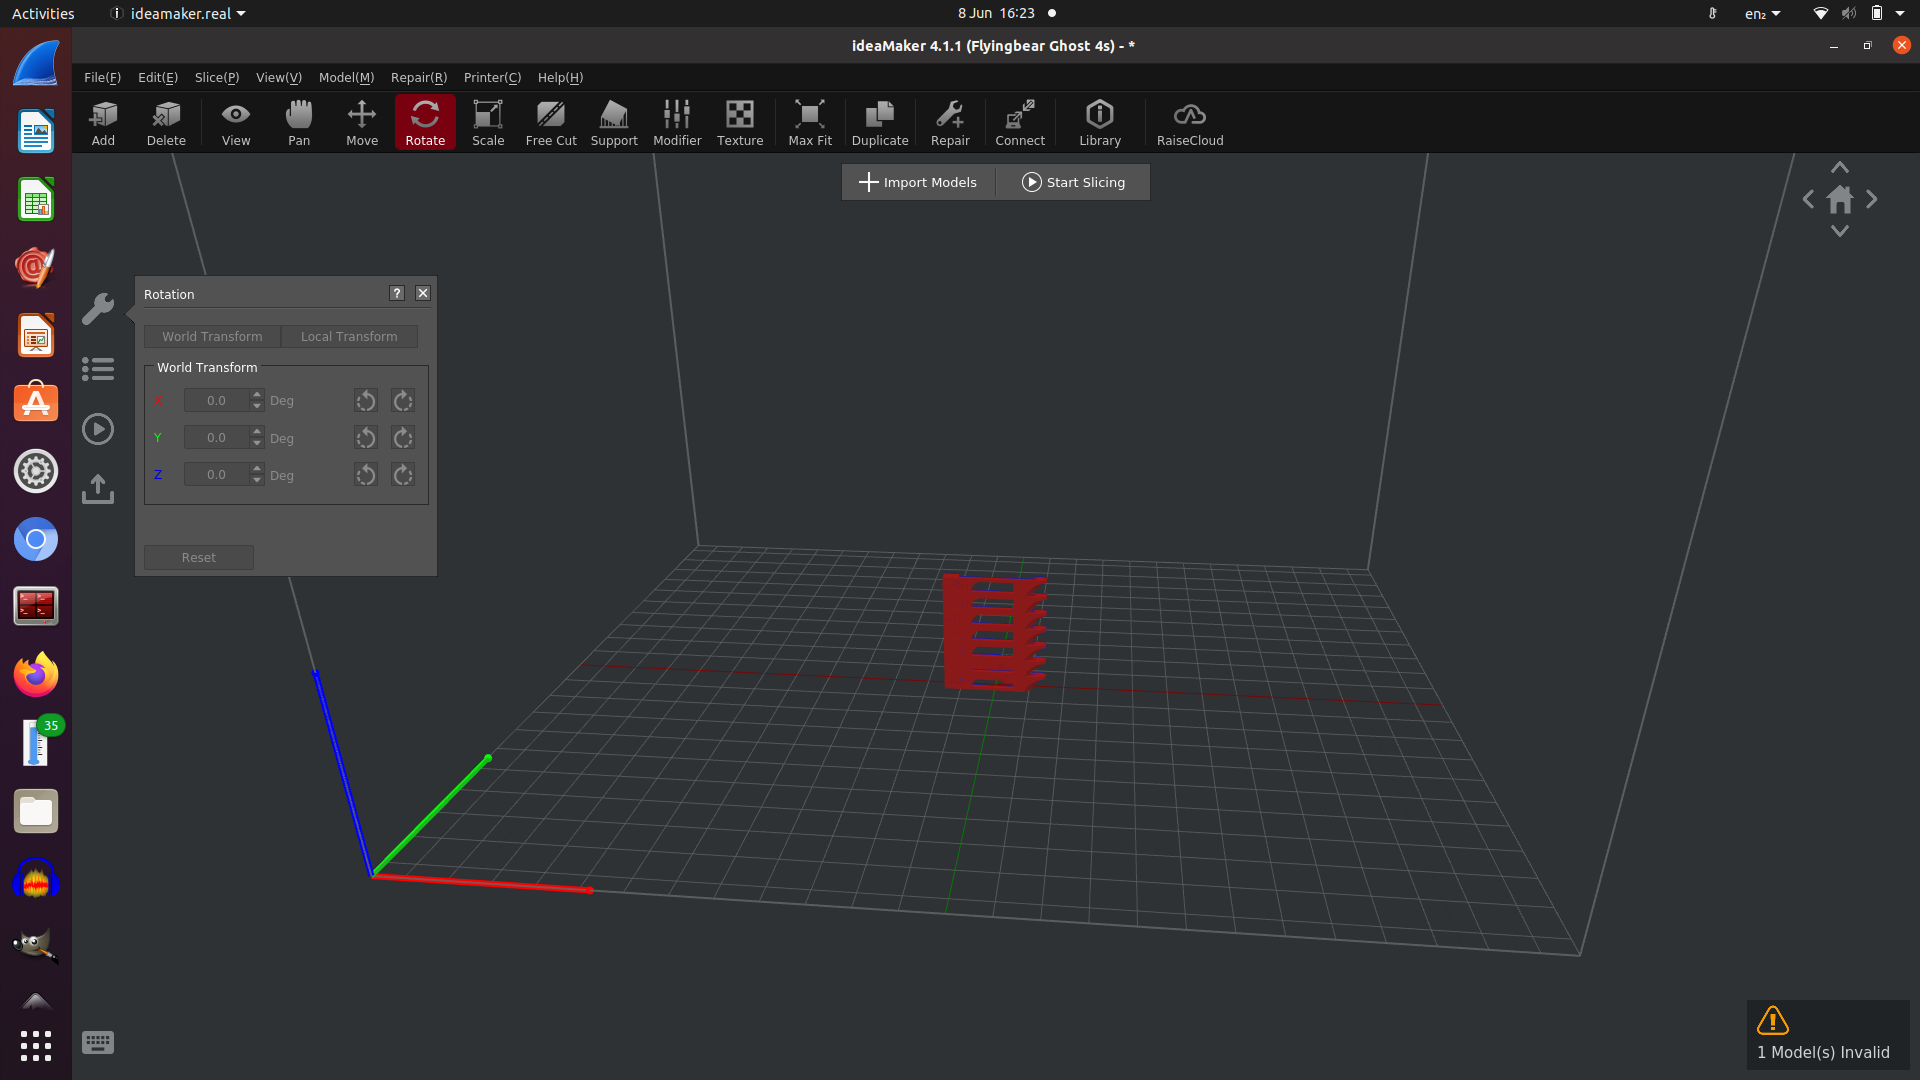 Activities
ideamaker.real
8 Jun 16:23
en₂
ideaMaker 4.1.1 (Flyingbear Ghost 4s) - *
File(F) Edit(E) Slice(P) View(V) Model(M) Repair(R) Printer(C) Help(H)
Add Delete View Pan Move Rotate Scale Free Cut Support Modifier Texture Max Fit Duplicate Repair Connect Library RaiseCloud
Import Models Start Slicing
Rotation ?
World Transform Local Transform
World Transform
X 0.0 Deg
Y 0.0 Deg
Z 0.0 Deg
Reset
35
1 Model(s) Invalid